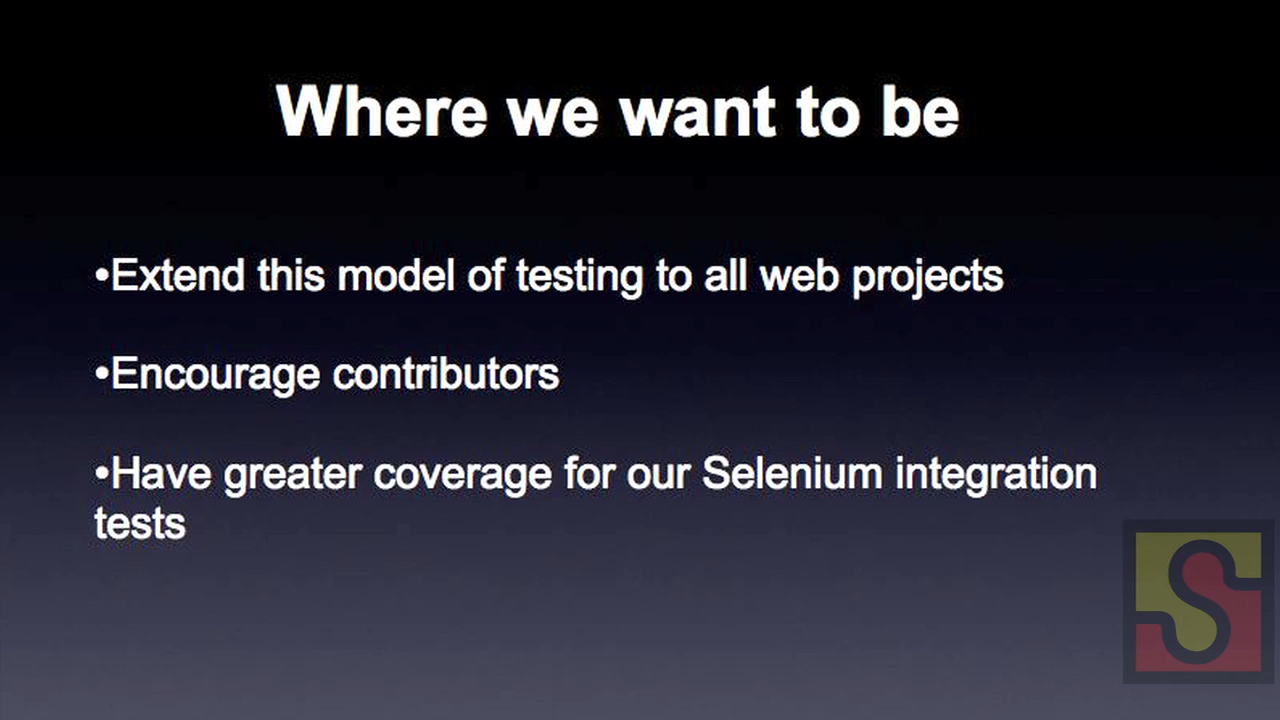 Where we want to be
•Extend this model of testing to all web projects
•Encourage contributors
•Have greater coverage for our Selenium integration
tests